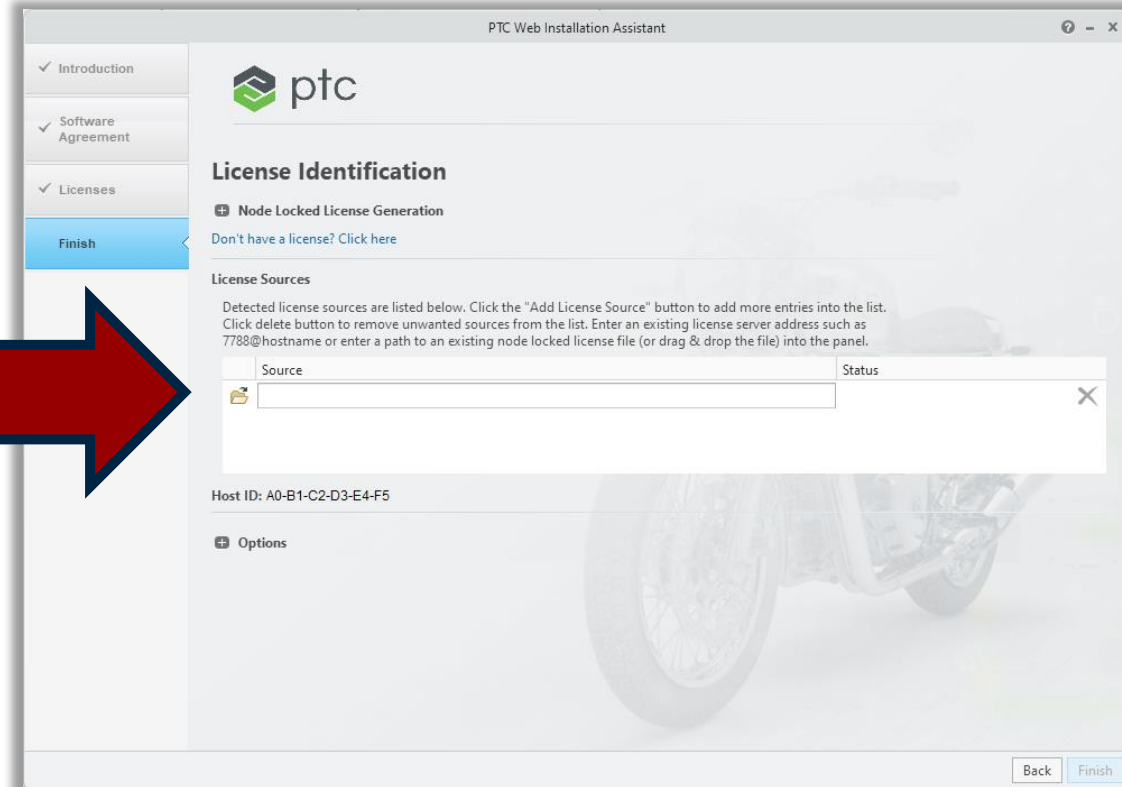 PTC Web Installation Assistant
Introduction
Software
Agreement
Licenses
Finish
ptc
License Identification
Node Locked License Generation
Don't have a license? Click here
License Sources
Detected license sources are listed below. Click the "Add License Source" button to add more entries into the list.
Click delete button to remove unwanted sources from the list. Enter an existing license server address such as
7788@hostname or enter a path to an existing node locked license file (or drag & drop the file) into the panel.
Source Status
Host ID: A0-B1-C2-D3-E4-F5
Options
Back Finish